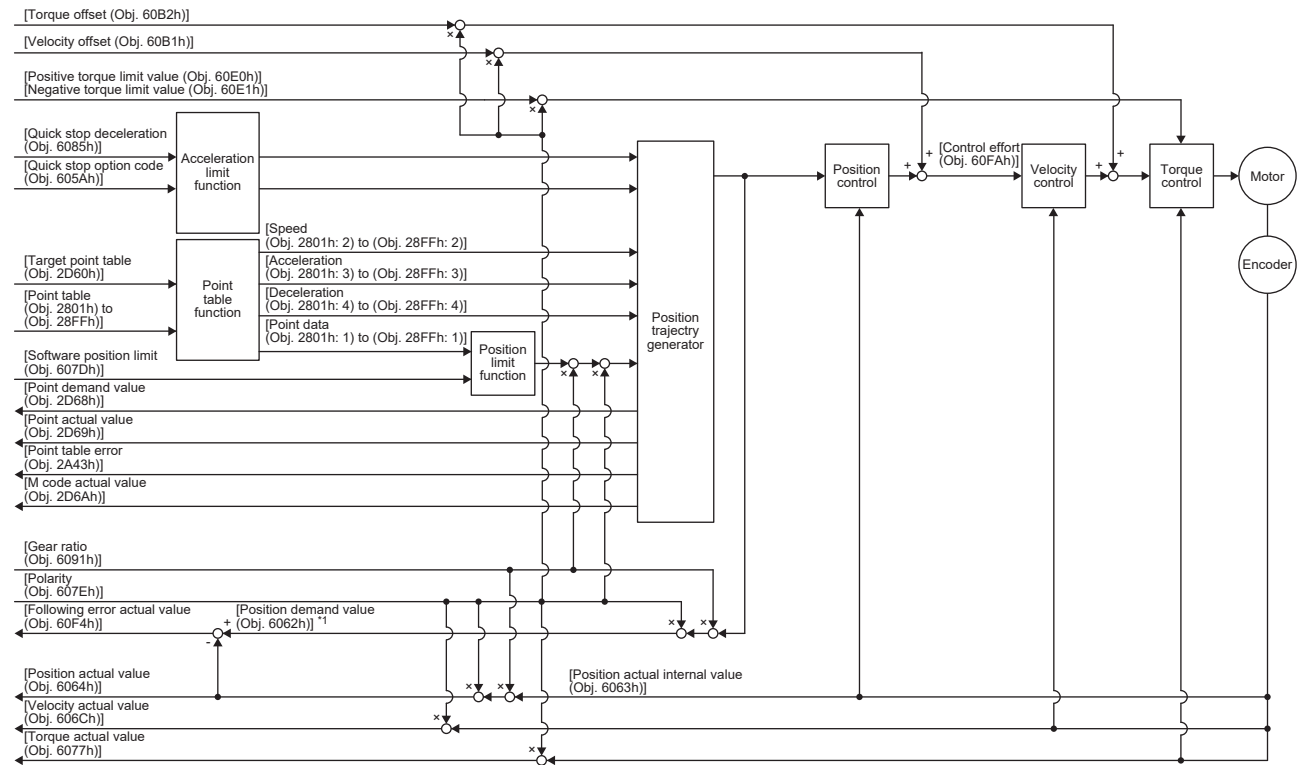 [Torque offset (Obj. 60B2h)]
[Velocity offset (Obj. 60B1h)]
[Positive torque limit value (Obj. 60E0h)]
[Negative torque limit value (Obj. 60E1h)]
[Quick stop deceleration
(Obj. 6085h)]
[Quick stop option code
(Obj. 605Ah)]
Acceleration
limit
function
[Target point table
(Obj. 2D60h)]
[Point table
(Obj. 2801h) to
(Obj. 28FFh)]
Point
table
function
[Speed
(Obj. 2801h: 2) to (Obj. 28FFh: 2)]
[Acceleration
(Obj. 2801h: 3) to (Obj. 28FFh: 3)]
[Deceleration
(Obj. 2801h: 4) to (Obj. 28FFh: 4)]
[Point data
(Obj. 2801h: 1) to (Obj. 28FFh: 1)]
Position
limit
function
Position
trajectry
generator
Position
control
[Control effort
(Obj. 60FAh)]
Velocity
control
Torque
control
Motor
Encoder
[Software position limit
(Obj. 607Dh)]
[Point demand value
(Obj. 2D68h)]
[Point actual value
(Obj. 2D69h)]
[Point table error
(Obj. 2A43h)]
[M code actual value
(Obj. 2D6Ah)]
[Gear ratio
(Obj. 6091h)]
[Polarity
(Obj. 607Eh)]
[Following error actual value
(Obj. 60F4h)]
[Position demand value
(Obj. 6062h)] *1
[Position actual value
(Obj. 6064h)]
[Position actual internal value
(Obj. 6063h)]
[Velocity actual value
(Obj. 606Ch)]
[Torque actual value
(Obj. 6077h)]